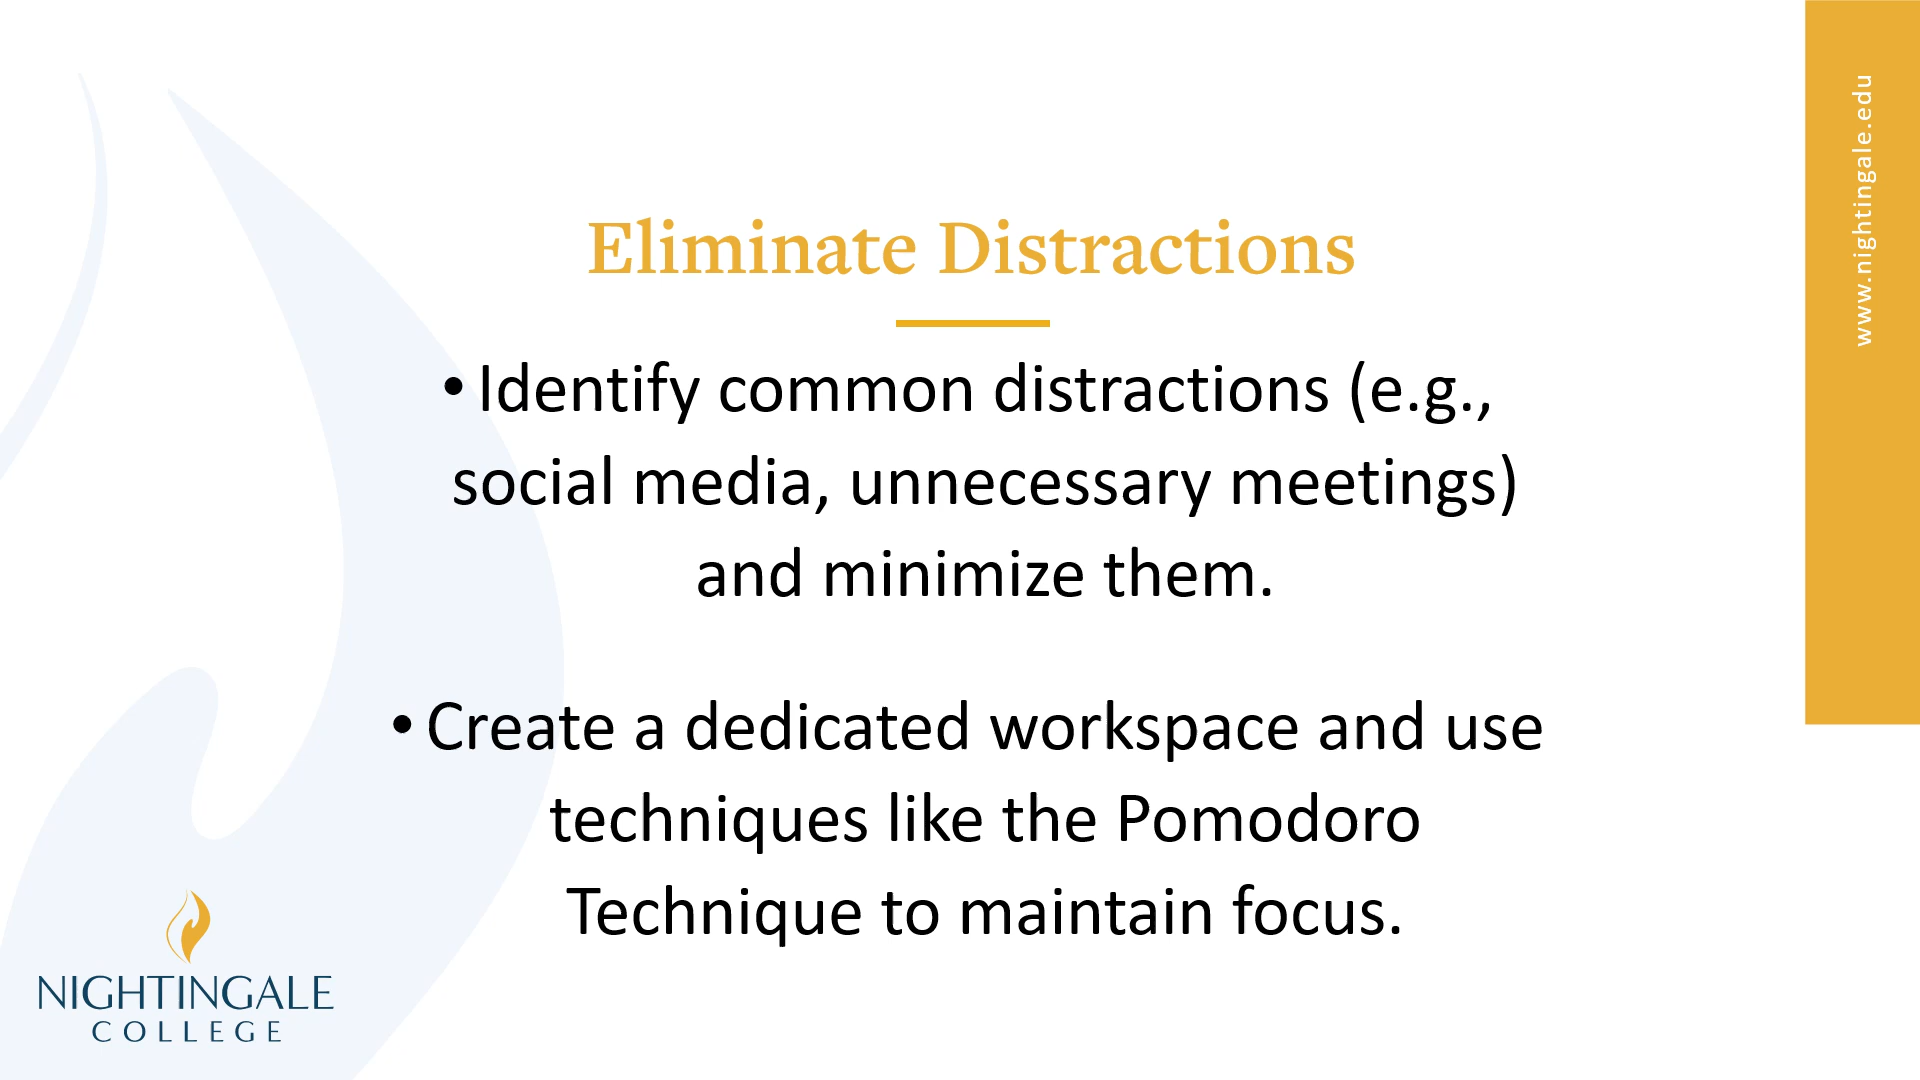 www.nightingale.edu
Eliminate Distractions
• Identify common distractions (e.g.,
social media, unnecessary meetings)
and minimize them.
• Create a dedicated workspace and use
techniques like the Pomodoro
Technique to maintain focus.
NIGHTINGALE
COLLEGE